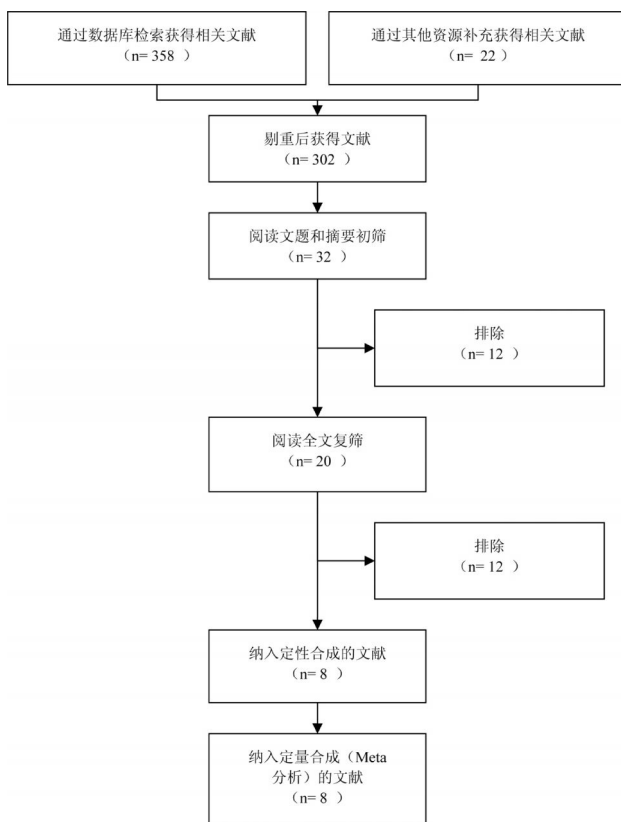 通过数据库检索获得相关文献
（n= 358 ）
通过其他资源补充获得相关文献
（n= 22 ）
剔重后获得文献
（n= 302 ）
阅读文题和摘要初筛
（n= 32 ）
排除
（n= 12 ）
阅读全文复筛
（n= 20 ）
排除
（n= 12 ）
纳入定性合成的文献
（n= 8 ）
纳入定量合成（Meta
分析）的文献
（n= 8 ）